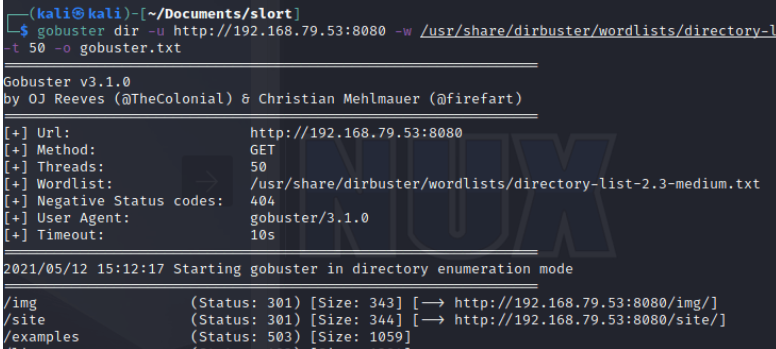 ┌──(kali㉿kali)-[~/Documents/slort]
└─$ gobuster dir -u http://192.168.79.53:8080 -w /usr/share/dirbuster/wordlists/directory-l
-t 50 -o gobuster.txt
===============================================================
Gobuster v3.1.0
by OJ Reeves (@TheColonial) & Christian Mehlmauer (@firefart)
===============================================================
[+] Url:                     http://192.168.79.53:8080
[+] Method:                  GET
[+] Threads:                 50
[+] Wordlist:                /usr/share/dirbuster/wordlists/directory-list-2.3-medium.txt
[+] Negative Status codes:   404
[+] User Agent:              gobuster/3.1.0
[+] Timeout:                 10s
===============================================================
2021/05/12 15:12:17 Starting gobuster in directory enumeration mode
===============================================================
/img                  (Status: 301) [Size: 343] [--> http://192.168.79.53:8080/img/]
/site                 (Status: 301) [Size: 344] [--> http://192.168.79.53:8080/site/]
/examples             (Status: 503) [Size: 1059]